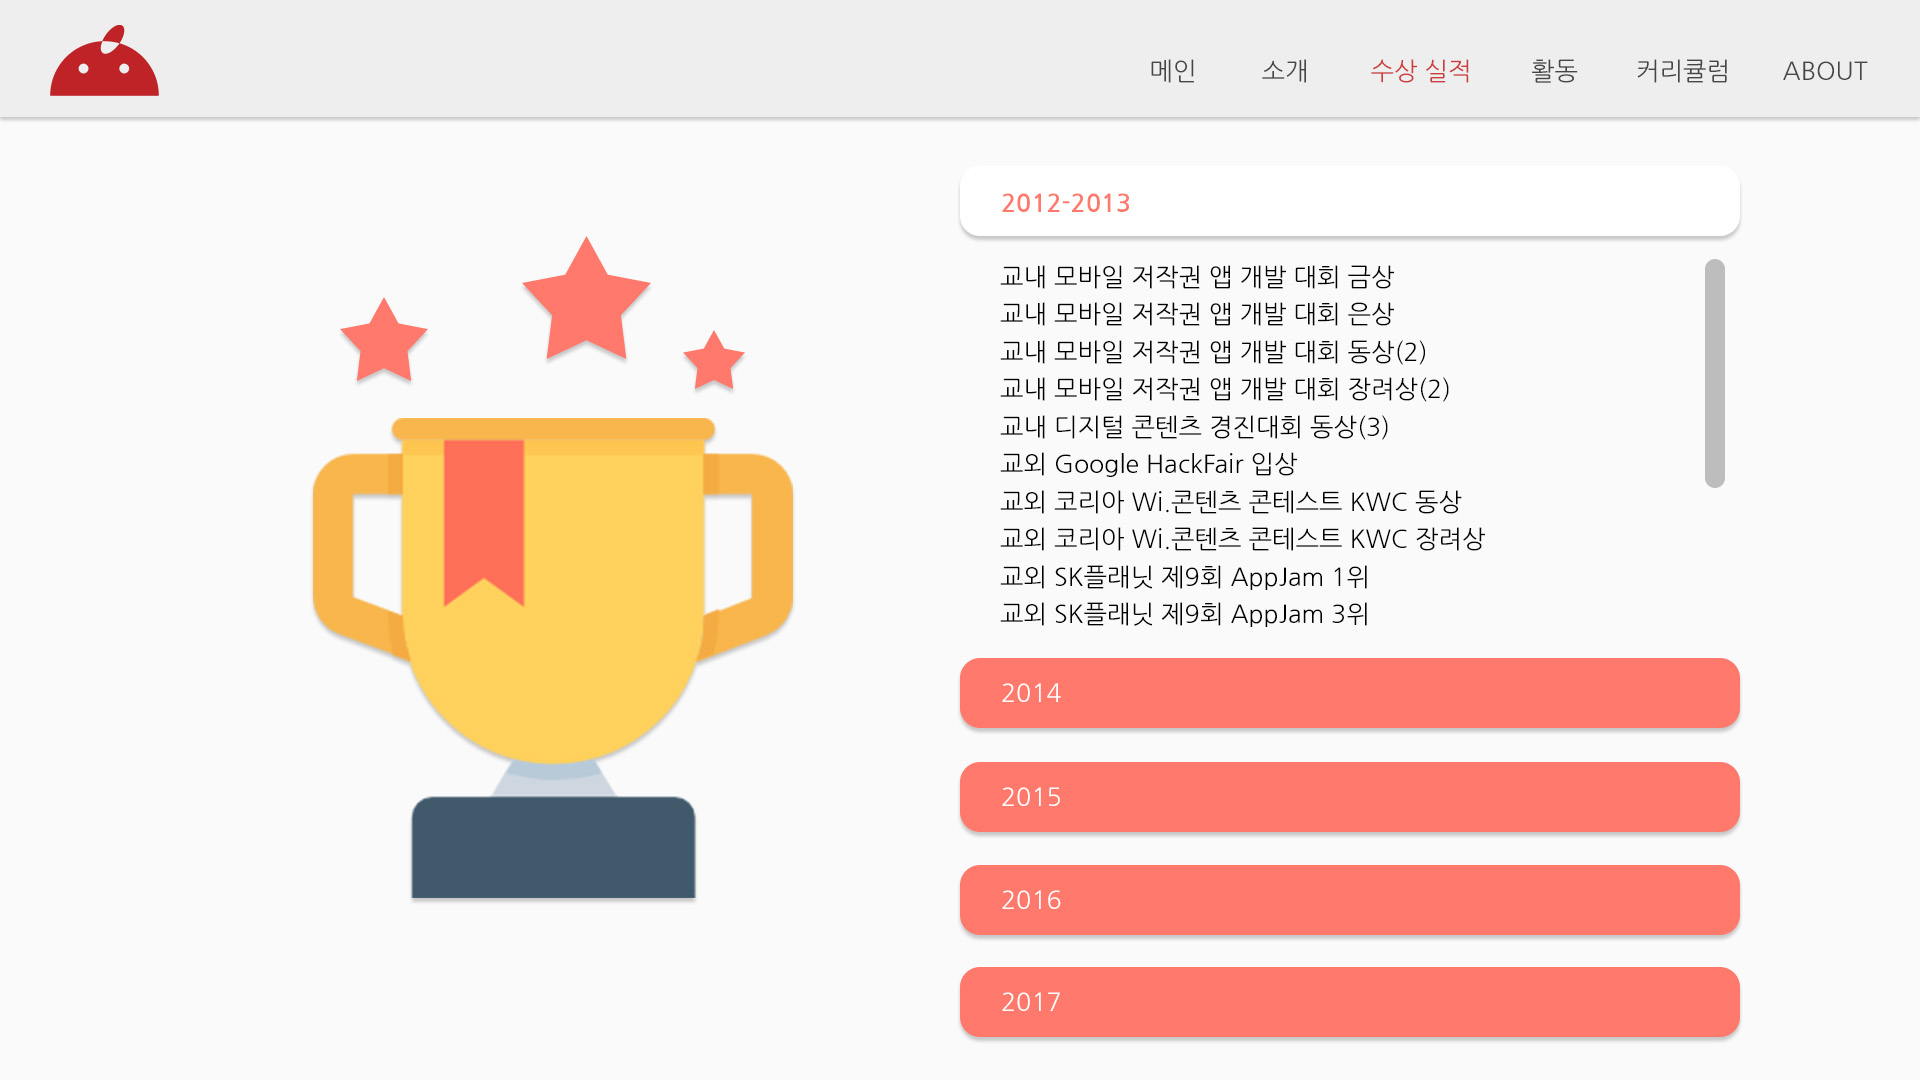 메인
소개
수상 실적
활동
커리큘럼
ABOUT
2012-2013
교내 모바일 저작권 앱 개발 대회 금상
교내 모바일 저작권 앱 개발 대회 은상
교내 모바일 저작권 앱 개발 대회 동상(2)
교내 모바일 저작권 앱 개발 대회 장려상(2)
교내 디지털 콘텐츠 경진대회 동상(3)
교외 Google HackFair 입상
교외 코리아 Wi.콘텐츠 콘테스트 KWC 동상
교외 코리아 Wi.콘텐츠 콘테스트 KWC 장려상
교외 SK플래닛 제9회 AppJam 1위
교외 SK플래닛 제9회 AppJam 3위
2014
2015
2016
2017